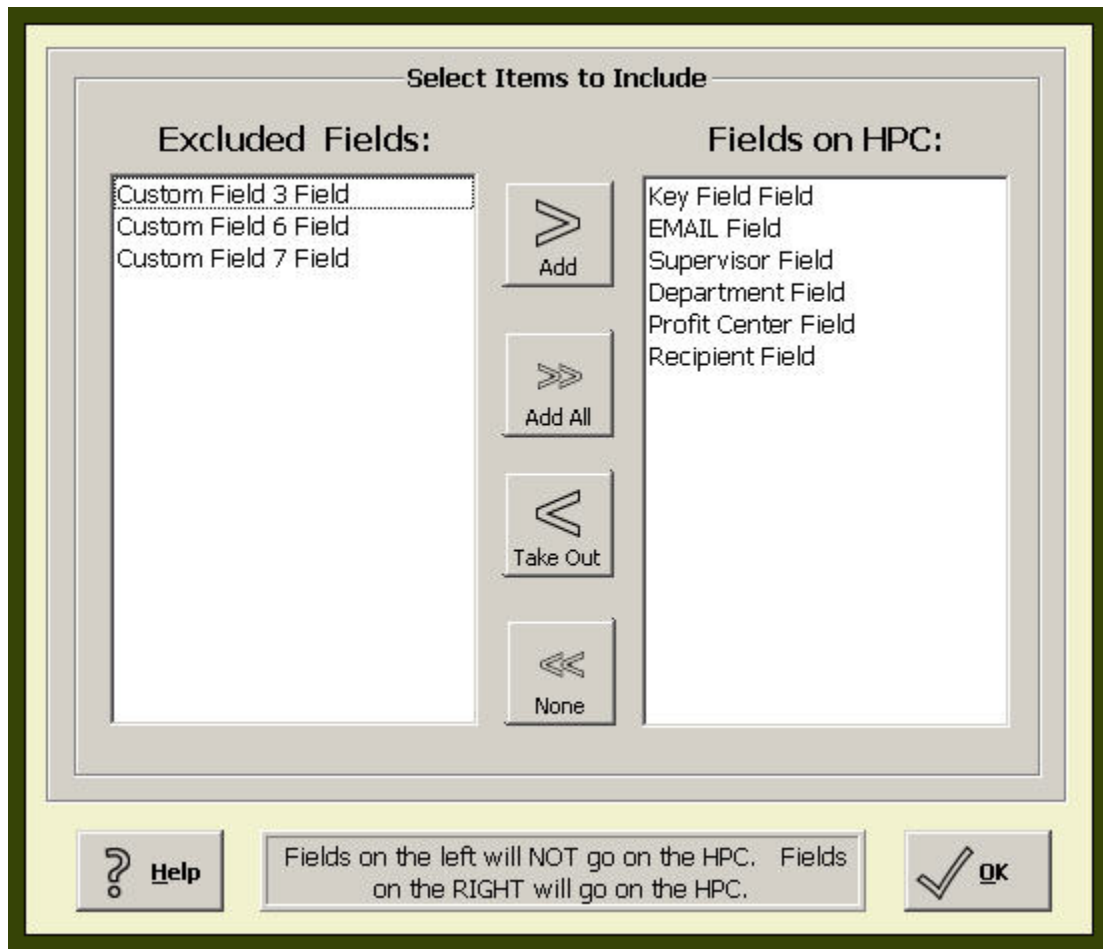 Select Items to Include
Excluded Fields:
Custom Field 3 Field
Custom Field 6 Field
Custom Field 7 Field
Add
Add All
Take Out
None
Fields on HPC:
Key Field Field
EMAIL Field
Supervisor Field
Department Field
Profit Center Field
Recipient Field
Help
Fields on the left will NOT go on the HPC. Fields
on the RIGHT will go on the HPC.
OK